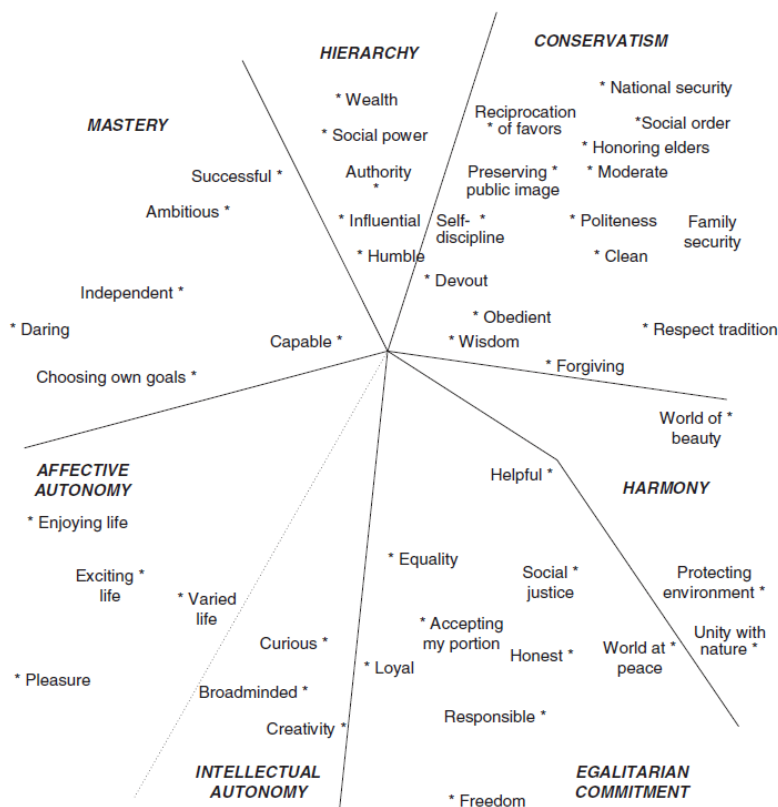 HIERARCHY
* Wealth
* Social power
Authority
*
* Influential
* Humble
CONSERVATISM
* National security
Reciprocation
* of favors
*Social order
* Honoring elders
Preserving *
public image
* Moderate
Self- *
discipline
* Politeness
Family
security
* Clean
* Devout
* Obedient
* Wisdom
* Respect tradition
* Forgiving
MASTERY
Successful *
Ambitious *
Independent *
* Daring
Capable *
Choosing own goals *
World of *
beauty
HARMONY
Protecting
environment *
Unity with
nature *
AFFECTIVE
AUTONOMY
* Enjoying life
Exciting *
life
* Varied
life
* Pleasure
Curious *
Broadminded *
Creativity *
INTELLECTUAL
AUTONOMY
Helpful *
* Equality
Social *
justice
* Accepting
my portion
Honest *
World at *
peace
* Loyal
Responsible *
* Freedom
EGALITARIAN
COMMITMENT